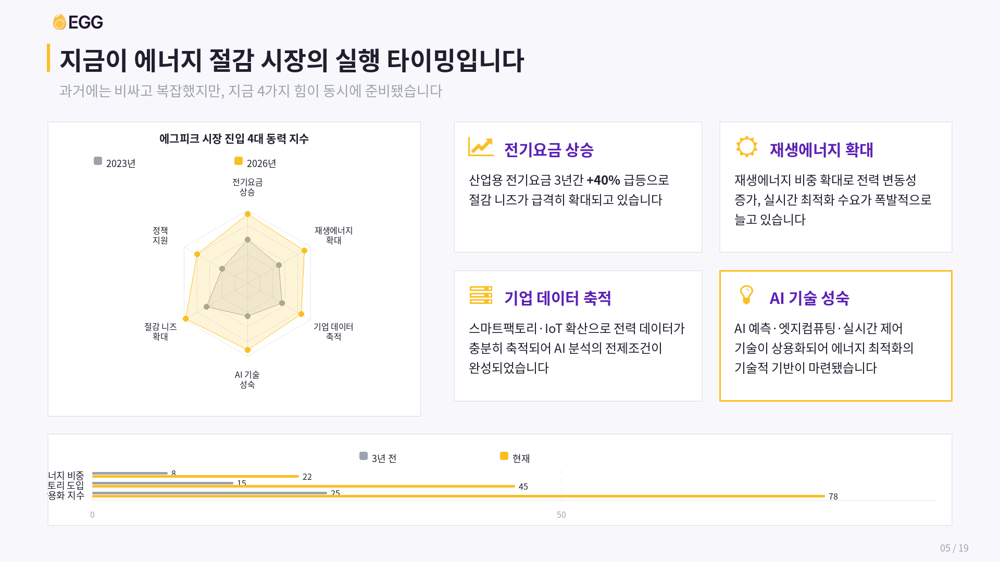 EGG
지금이 에너지 절감 시장의 실행 타이밍입니다
과거에는 비싸고 복잡했지만, 지금 4가지 힘이 동시에 준비됐습니다
에그피크 시장 진입 4대 동력 지수
2023년
2026년
전기요금
상승
재생에너지
확대
기업 데이터
축적
AI 기술
성숙
절감 니즈
확대
정책
지원
전기요금 상승
산업용 전기요금 3년간 +40% 급등으로
절감 니즈가 급격히 확대되고 있습니다
재생에너지 확대
재생에너지 비중 확대로 전력 변동성
증가, 실시간 최적화 수요가 폭발적으로
늘고 있습니다
기업 데이터 축적
스마트팩토리·IoT 확산으로 전력 데이터가
충분히 축적되어 AI 분석의 전제조건이
완성되었습니다
AI 기술 성숙
AI 예측·엣지컴퓨팅·실시간 제어
기술이 상용화되어 에너지 최적화의
기술적 기반이 마련됐습니다
3년 전
현재
너지 비중
8
22
토리 도입
15
45
용화 지수
25
78
0
50
05 / 19